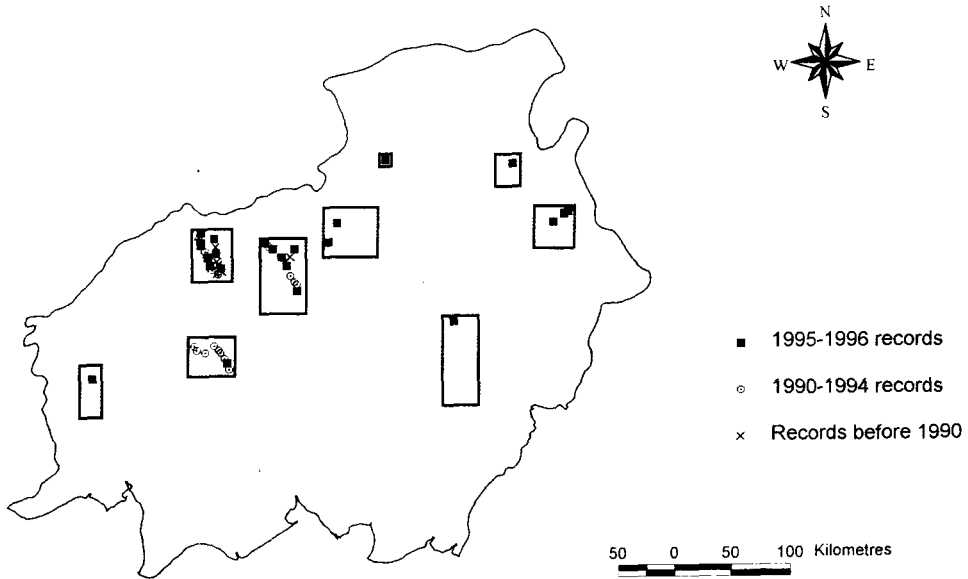 N
W E
S
1995-1996 records
1990-1994 records
Records before 1990
50 0 50 100 Kilometres